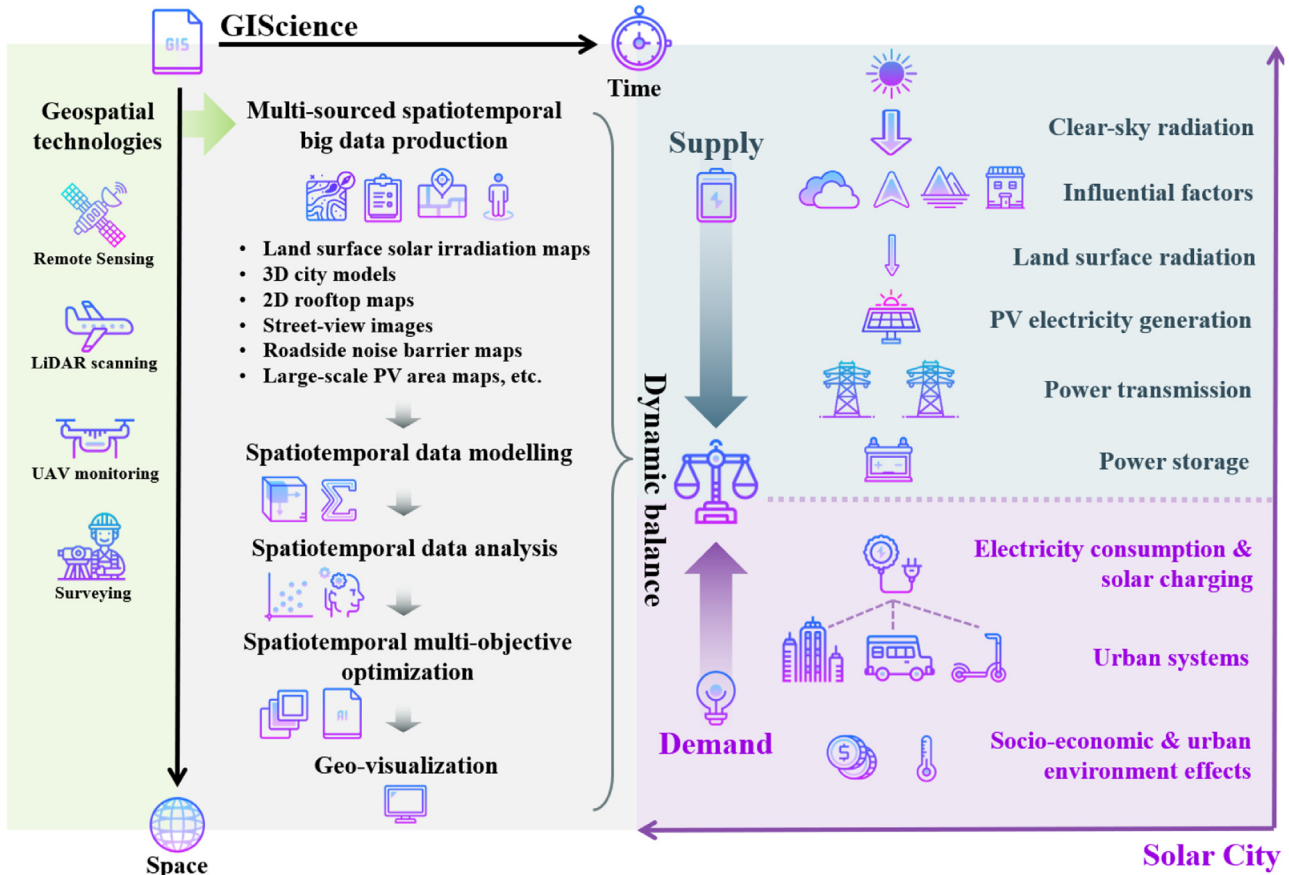 GIS
GIScience
Time
Geospatial
technologies
Remote Sensing
LiDAR scanning
UAV monitoring
Surveying
Space
Multi-sourced spatiotemporal
big data production
• Land surface solar irradiation maps
• 3D city models
• 2D rooftop maps
• Street-view images
• Roadside noise barrier maps
• Large-scale PV area maps, etc.
Spatiotemporal data modelling
Σ
Spatiotemporal data analysis
Spatiotemporal multi-objective
optimization
AI
Geo-visualization
Dynamic balance
Supply
Demand
Clear-sky radiation
Influential factors
Land surface radiation
PV electricity generation
Power transmission
Power storage
Electricity consumption &
solar charging
Urban systems
$
Socio-economic & urban
environment effects
Solar City